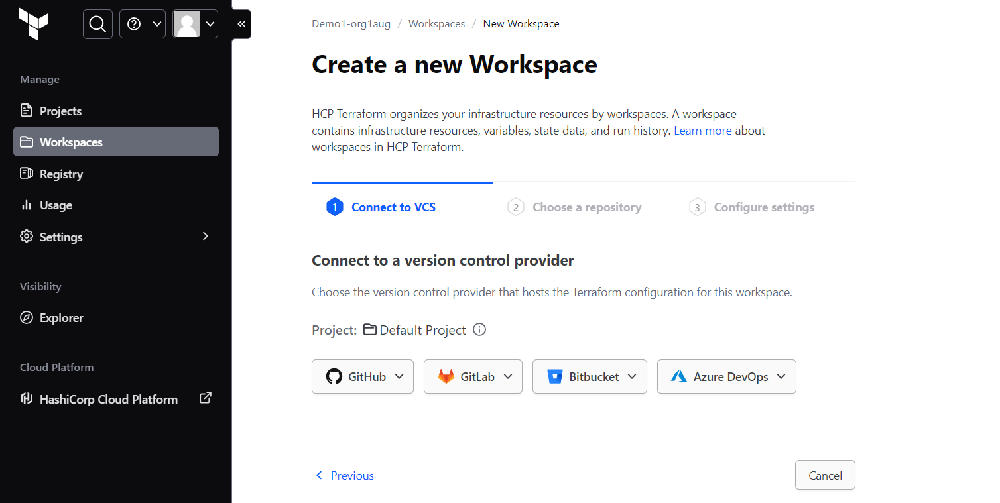 Manage
Projects
Workspaces
Registry
Usage
Settings
Visibility
Explorer
Cloud Platform
HashiCorp Cloud Platform
Demo1-org1aug / Workspaces / New Workspace
Create a new Workspace
HCP Terraform organizes your infrastructure resources by workspaces. A workspace
contains infrastructure resources, variables, state data, and run history. Learn more about
workspaces in HCP Terraform.
1 Connect to VCS
2 Choose a repository
3 Configure settings
Connect to a version control provider
Choose the version control provider that hosts the Terraform configuration for this workspace.
Project: Default Project
GitHub
GitLab
Bitbucket
Azure DevOps
Previous
Cancel